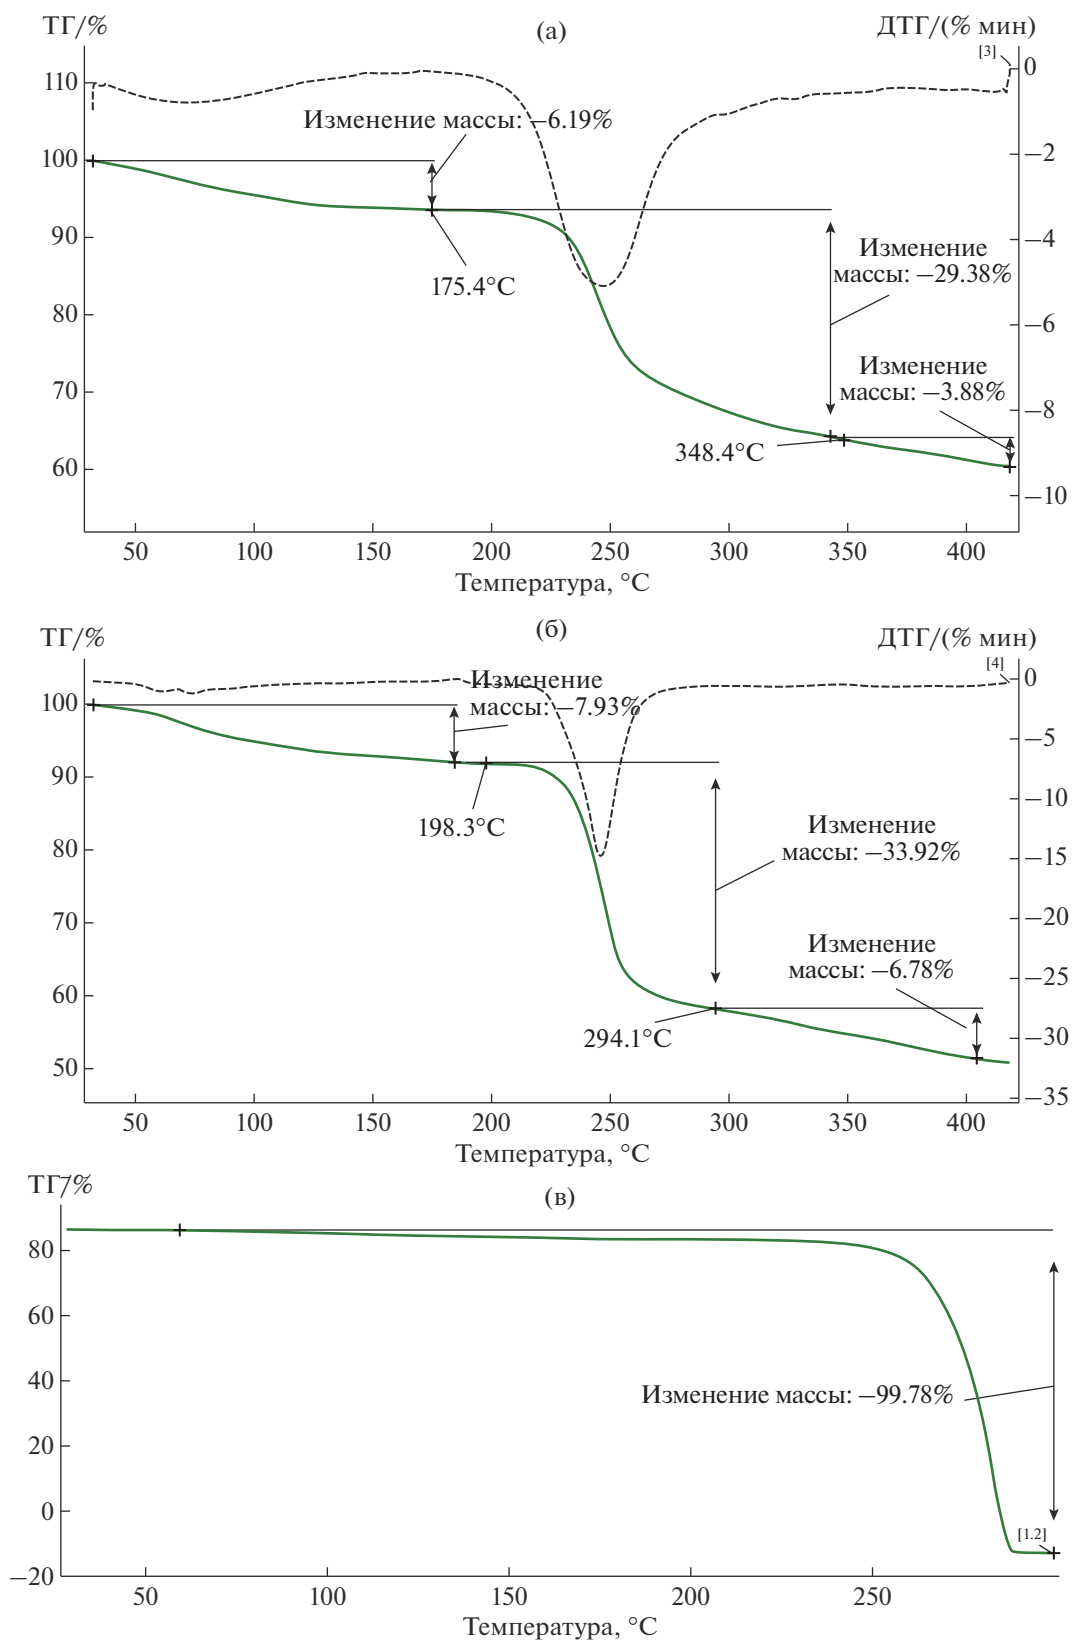 ТГ/%
(а)
ДТГ/(% мин)
[3]
110
0
Изменение массы: −6.19%
100
−2
90
−4
Изменение
массы: −29.38%
175.4°C
80
−6
Изменение
массы: −3.88%
70
−8
348.4°C
60
−10
50 100 150 200 250 300 350 400
Температура, °C
ТГ/%
(б)
ДТГ/(% мин)
[4]
100
Изменение
массы: −7.93%
0
−5
90
−10
198.3°C
Изменение
массы: −33.92%
80
−15
70
−20
Изменение
массы: −6.78%
60
−25
294.1°C
−30
50
−35
50 100 150 200 250 300 350 400
Температура, °C
ТГ/%
(в)
80
60
40
Изменение массы: −99.78%
20
0
[1.2]
−20
50 100 150 200 250
Температура, °C